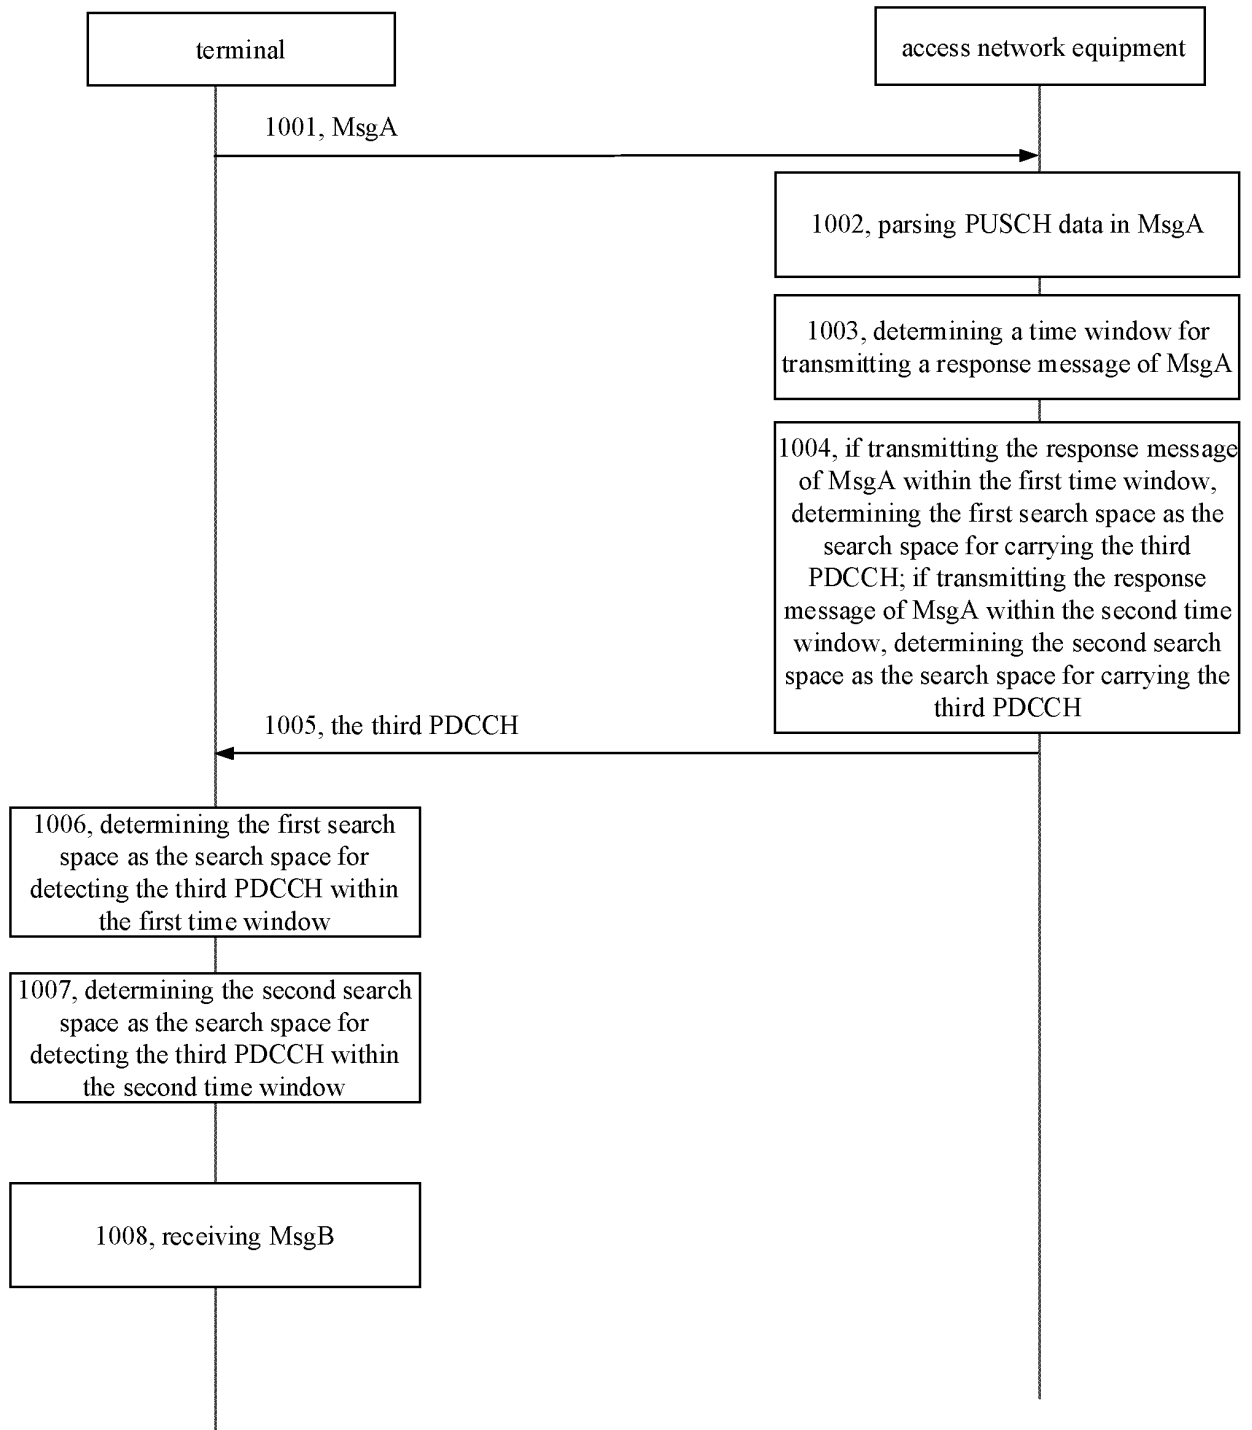 terminal
access network equipment
1001, MsgA
1002, parsing PUSCH data in MsgA
1003, determining a time window for
transmitting a response message of MsgA
1004, if transmitting the response message
of MsgA within the first time window,
determining the first search space as the
search space for carrying the third
PDCCH; if transmitting the response
message of MsgA within the second time
window, determining the second search
space as the search space for carrying the
third PDCCH
1005, the third PDCCH
1006, determining the first search
space as the search space for
detecting the third PDCCH within
the first time window
1007, determining the second search
space as the search space for
detecting the third PDCCH within
the second time window
1008, receiving MsgB